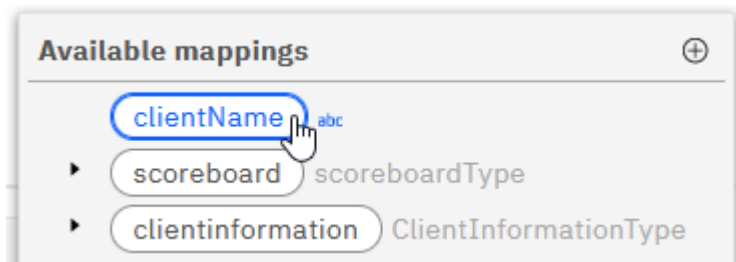 Available mappings
clientName abc
scoreboard scoreboardType
clientinformation ClientInformationType